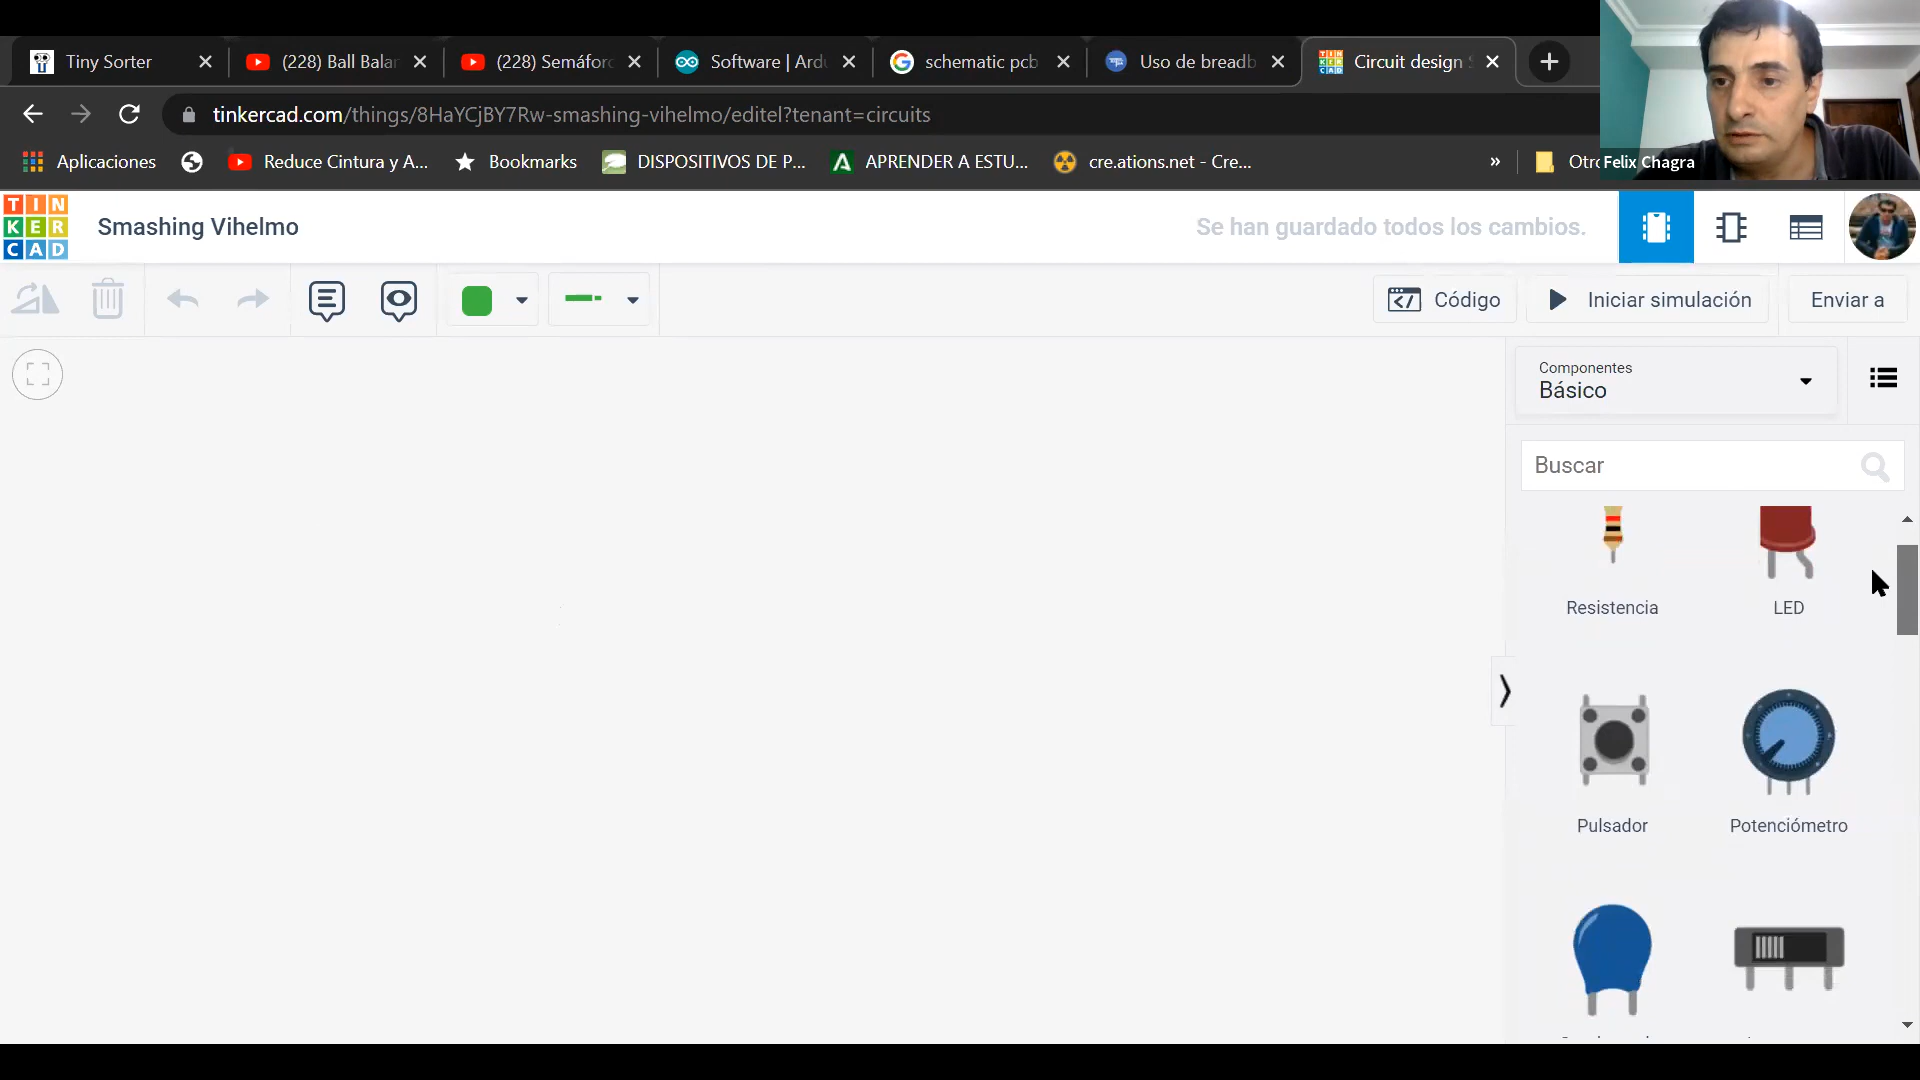 Tiny Sorter
(228) Ball Balan
(228) Semáforo
Software | Ardu
schematic pcb
Uso de breadb
Circuit design S
tinkercad.com/things/8HaYCjBY7Rw-smashing-vihelmo/editel?tenant=circuits
Aplicaciones
Reduce Cintura y A...
Bookmarks
DISPOSITIVOS DE P...
APRENDER A ESTU...
cre.ations.net - Cre...
»
Otro
Felix Chagra
TIN
KER
CAD
Smashing Vihelmo
Se han guardado todos los cambios.
Código
Iniciar simulación
Enviar a
Componentes
Básico
Buscar
Resistencia
LED
Pulsador
Potenciómetro